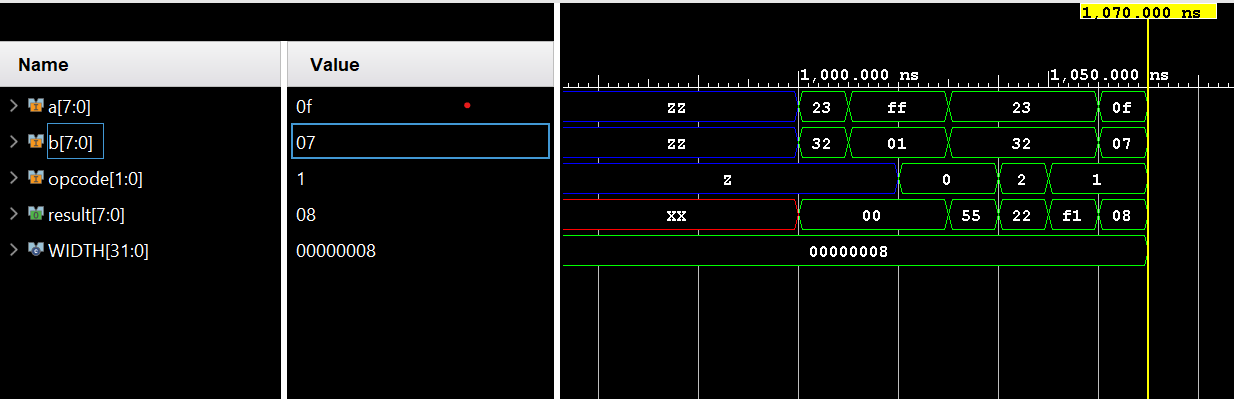 1,070.000 ns
Name Value
1,000.000 ns 1,050.000 ns
a[7:0] 0f zz 23 ff 23 0f
b[7:0] 07 zz 32 01 32 07
opcode[1:0] 1 Z 0 2 1
result[7:0] 08 XX 00 55 22 f1 08
WIDTH[31:0] 00000008 00000008